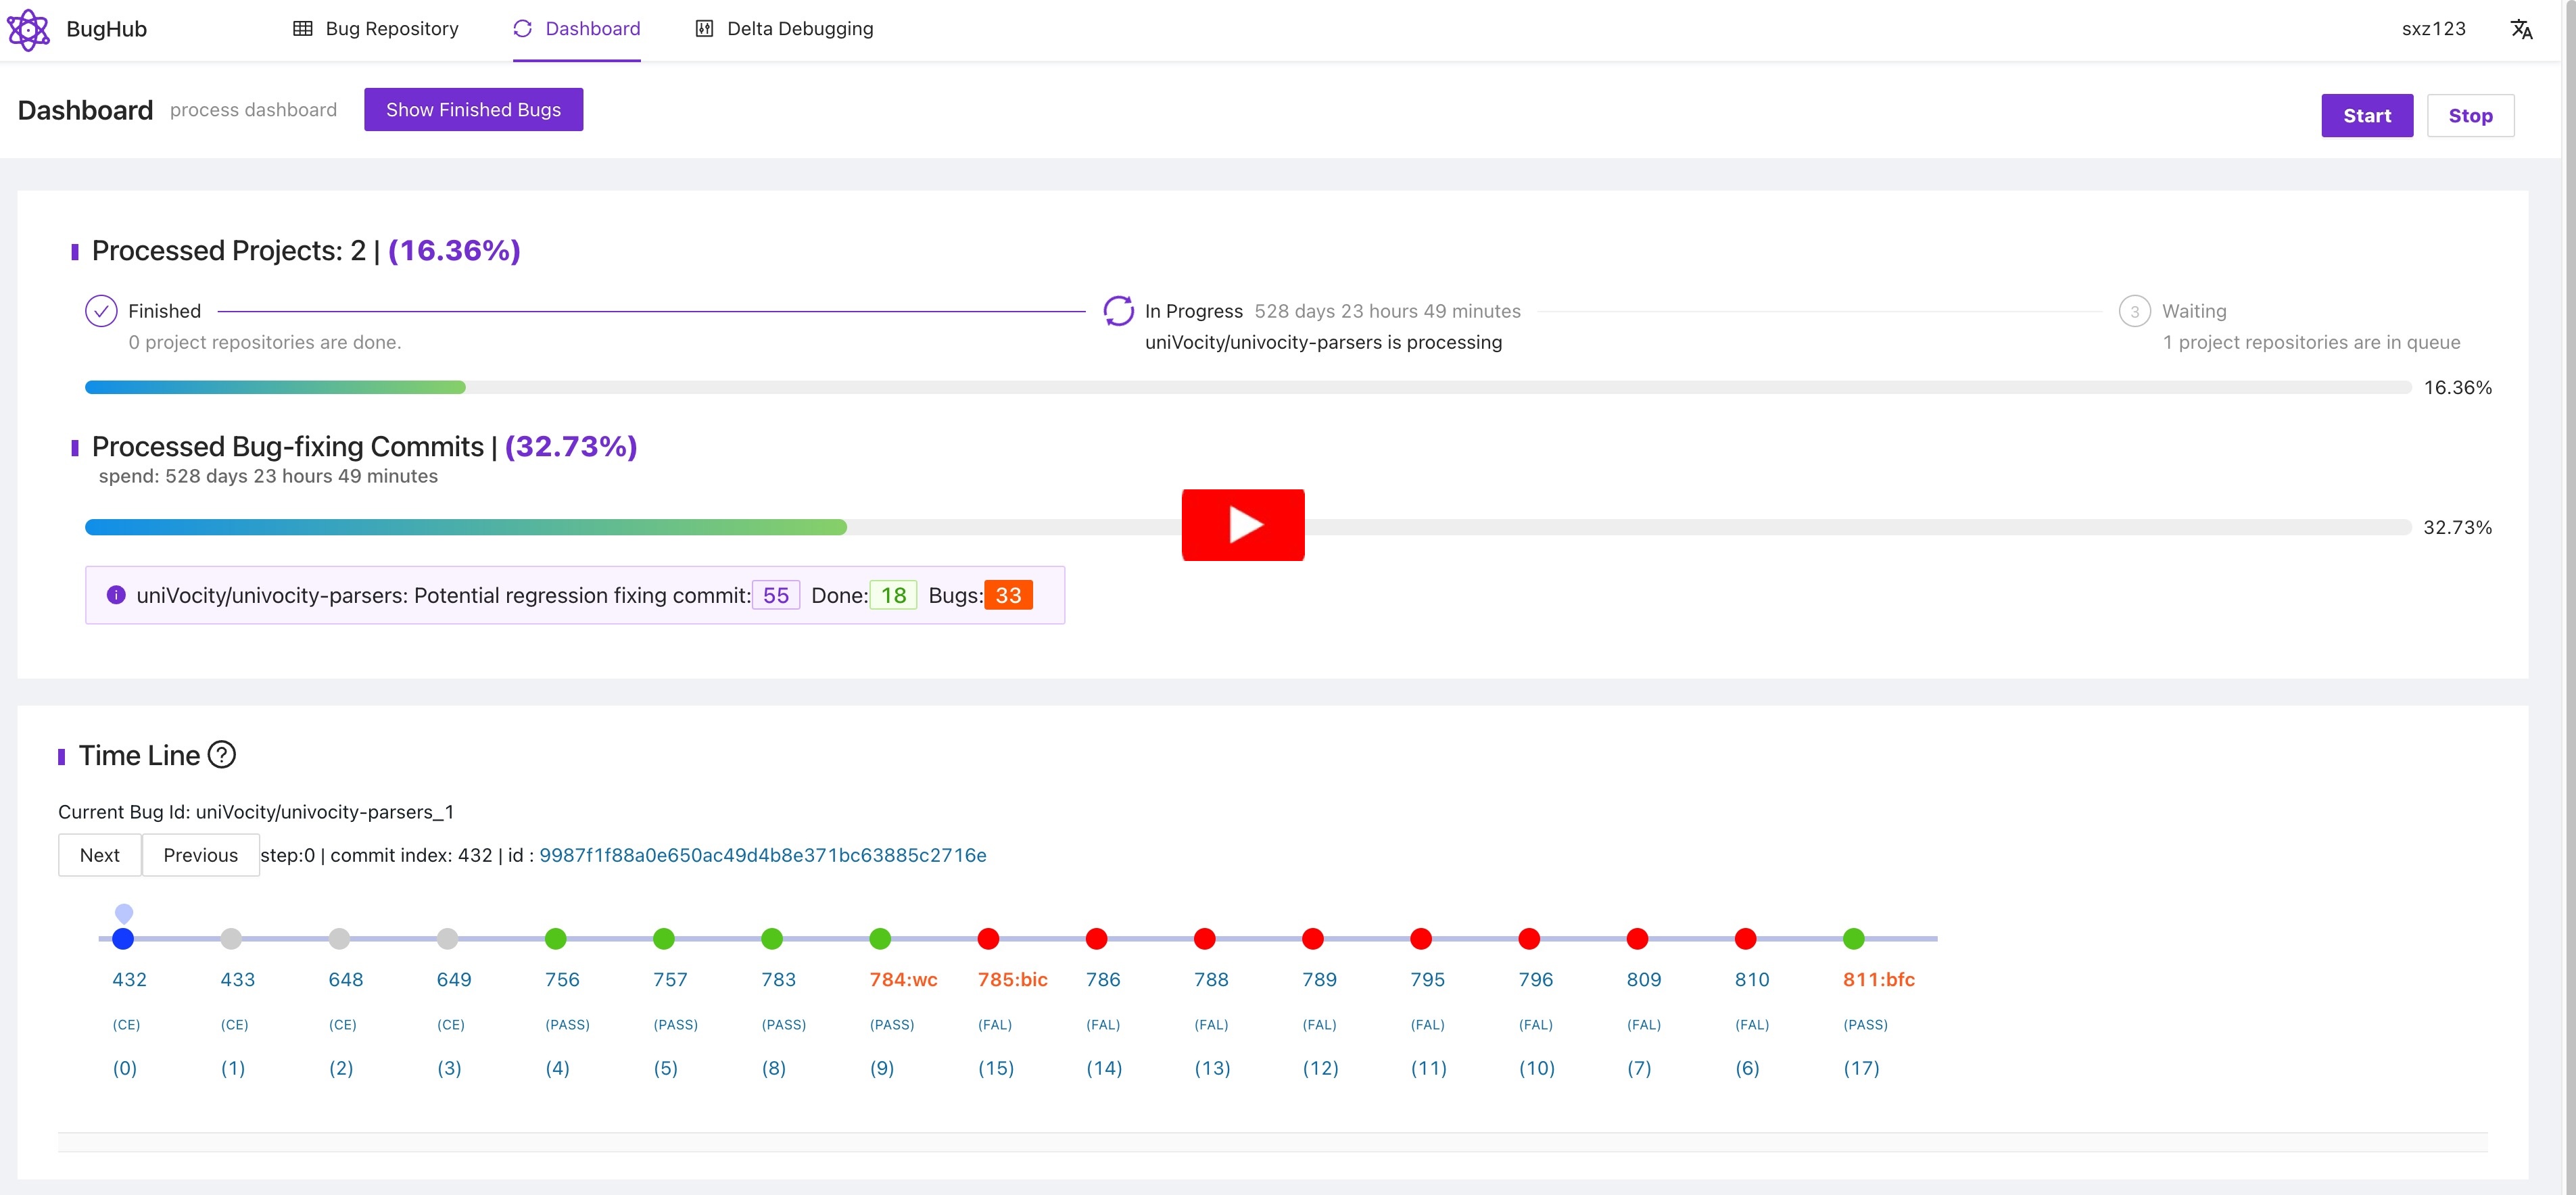 BugHub
Bug Repository
Dashboard
Delta Debugging
sxz123
Dashboard process dashboard
Show Finished Bugs
Start
Stop
Processed Projects: 2 | (16.36%)
Finished
0 project repositories are done.
In Progress 528 days 23 hours 49 minutes
uniVocity/univocity-parsers is processing
3
Waiting
1 project repositories are in queue
16.36%
Processed Bug-fixing Commits | (32.73%)
spend: 528 days 23 hours 49 minutes
32.73%
uniVocity/univocity-parsers: Potential regression fixing commit: 55 Done: 18 Bugs: 33
Time Line ?
Current Bug Id: uniVocity/univocity-parsers_1
Next Previous step:0 | commit index: 432 | id : 9987f1f88a0e650ac49d4b8e371bc63885c2716e
432 433 648 649 756 757 783 784:wc 785:bic 786 788 789 795 796 809 810 811:bfc
(CE) (CE) (CE) (CE) (PASS) (PASS) (PASS) (PASS) (FAL) (FAL) (FAL) (FAL) (FAL) (FAL) (FAL) (FAL) (PASS)
(0) (1) (2) (3) (4) (5) (8) (9) (15) (14) (13) (12) (11) (10) (7) (6) (17)